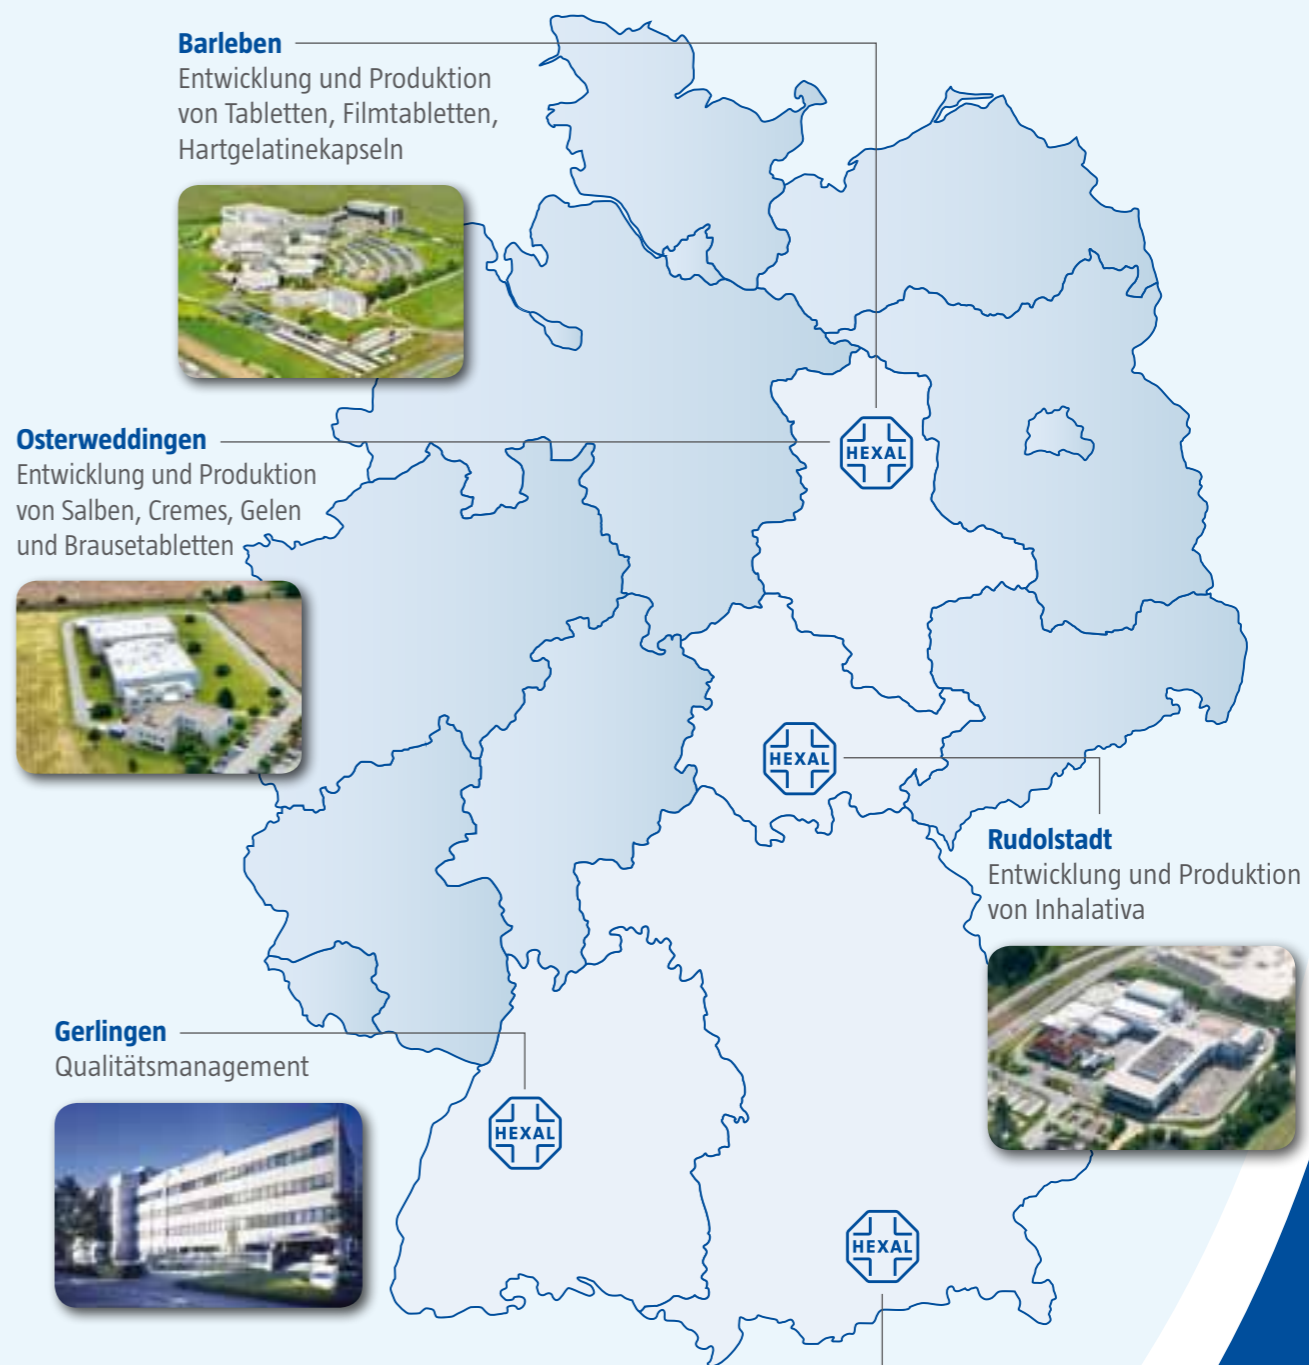 Barleben
Entwicklung und Produktion
von Tabletten, Filmtabletten,
Hartgelatinekapseln
Osterweddingen
Entwicklung und Produktion
von Salben, Cremes, Gelen
und Brausetabletten
HEXAL
HEXAL
Rudolstadt
Entwicklung und Produktion
von Inhalativa
Gerlingen
Qualitätsmanagement
HEXAL
HEXAL